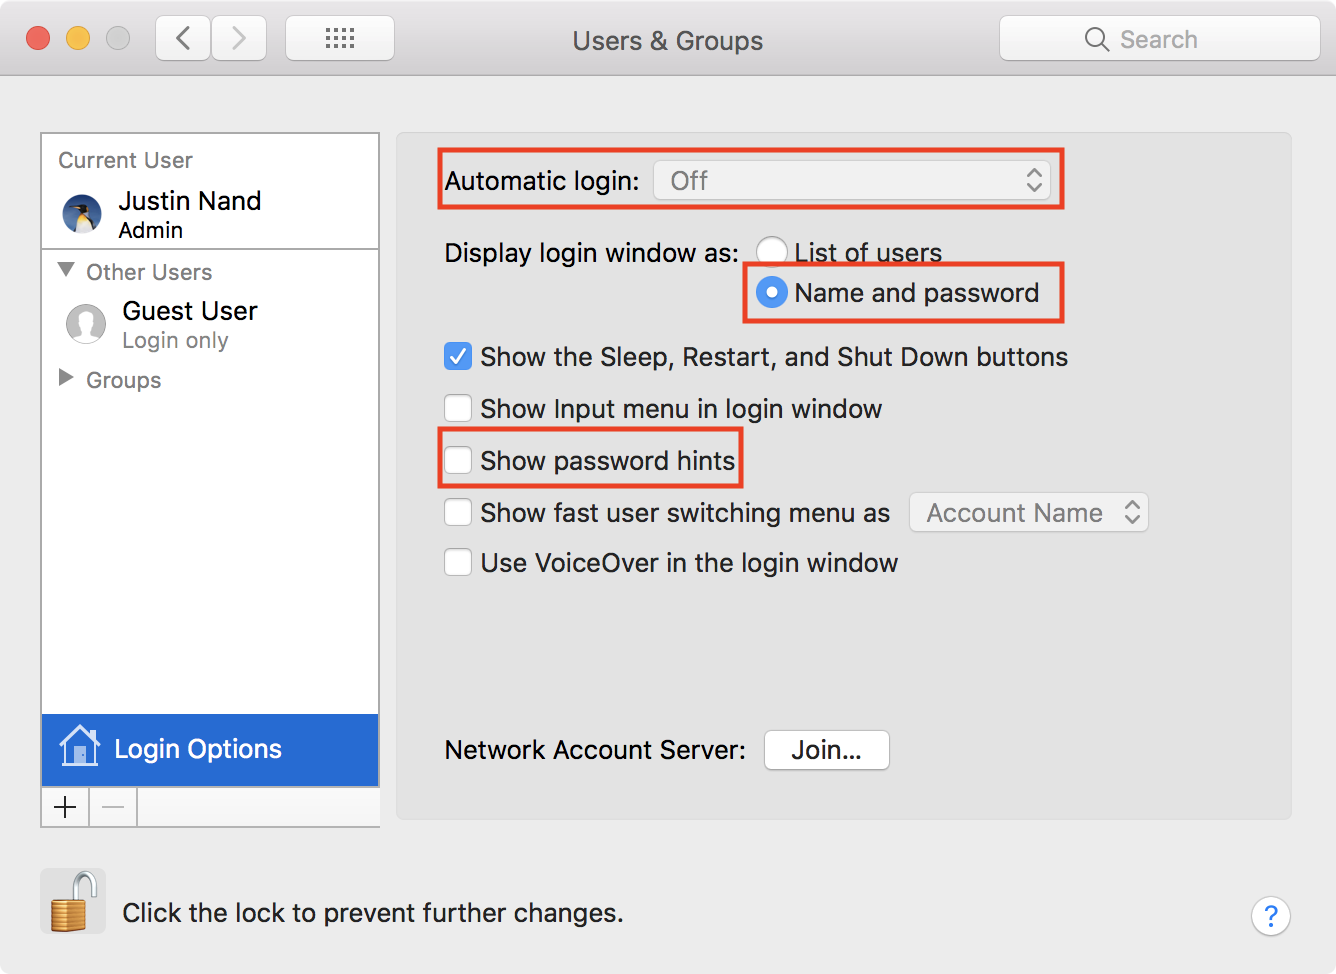 Users & Groups
Search
Current User
Justin Nand
Admin
Other Users
Guest User
Login only
Groups
Login Options
Automatic login: Off
Display login window as: List of users
Name and password
Show the Sleep, Restart, and Shut Down buttons
Show Input menu in login window
Show password hints
Show fast user switching menu as Account Name
Use VoiceOver in the login window
Network Account Server: Join...
Click the lock to prevent further changes.
?